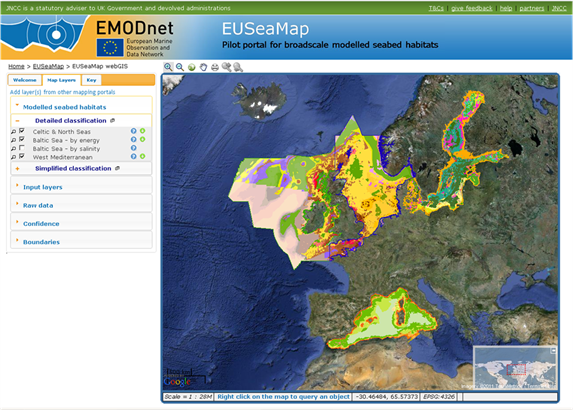 JNCC is a statutory adviser to UK Government and devolved administrations
T&Cs | give feedback | help | partners | JNCC
EMODnet
European Marine
Observation and
Data Network
EUSeaMap
Pilot portal for broadscale modelled seabed habitats
Home > EUSeaMap > EUSeaMap webGIS
Welcome
Map Layers
Key
Add layer(s) from other mapping portals
Modelled seabed habitats
Detailed classification
Celtic & North Seas
Baltic Sea - by energy
Baltic Sea - by salinity
West Mediterranean
Simplified classification
Input layers
Raw data
Confidence
Boundaries
Google
Scale = 1 : 28M
Right click on the map to query an object
-30.46484, 65.57373
EPSG:4326